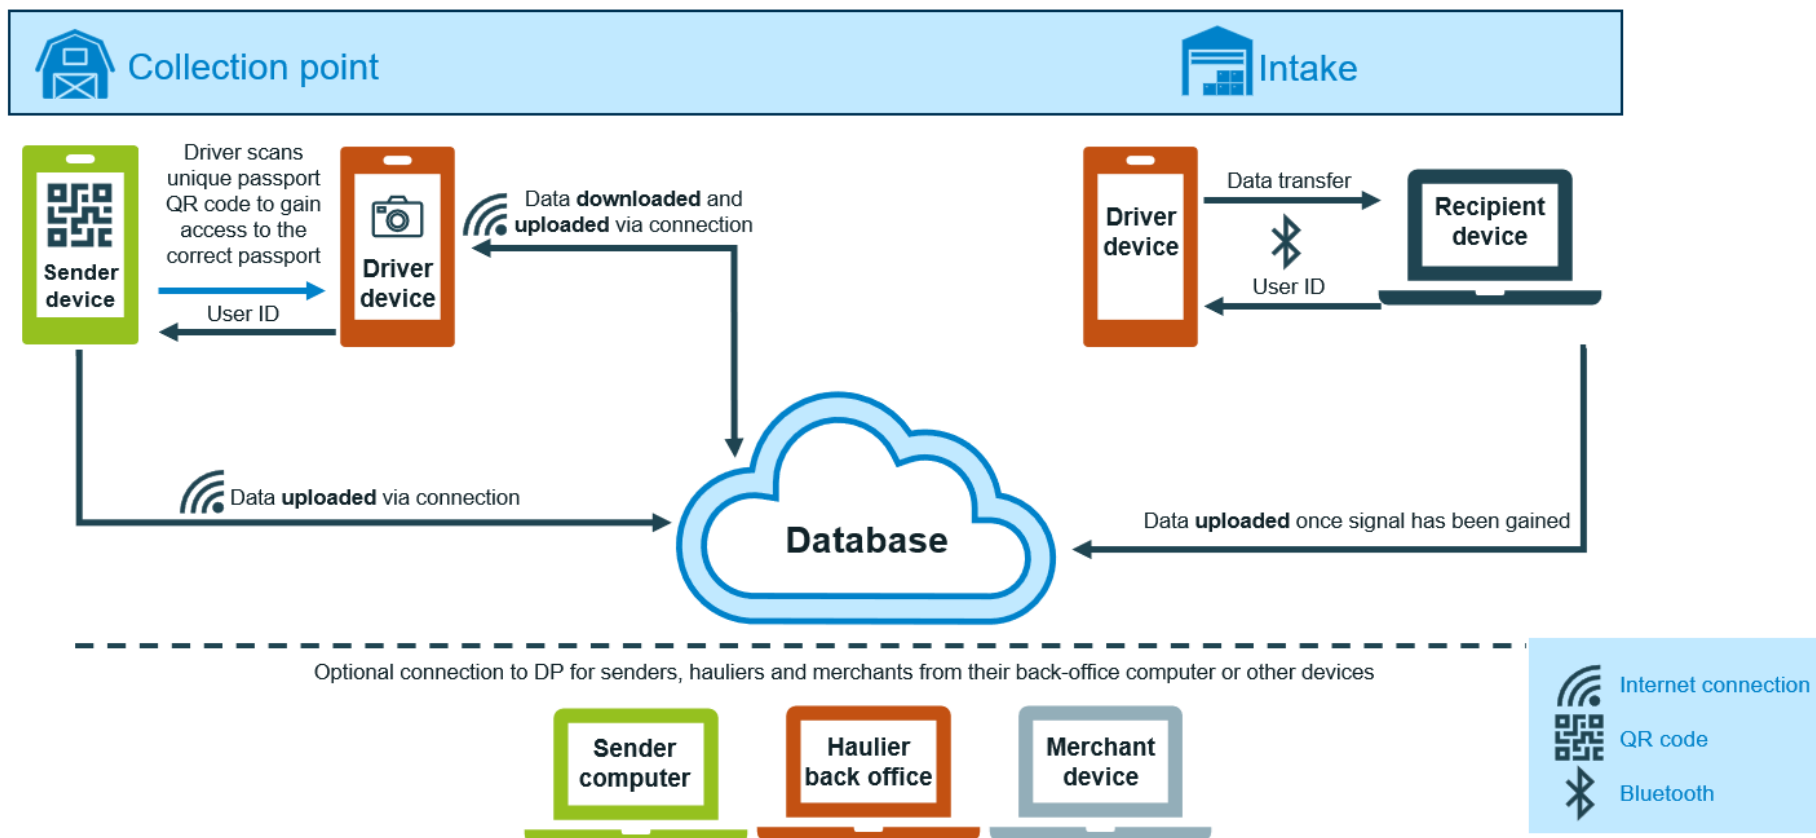 Collection point
Intake
Driver scans
unique passport
QR code to gain
access to the
correct passport
User ID
Sender
device
Driver
device
Data downloaded and
uploaded via connection
Driver
device
Data transfer
User ID
Recipient
device
Data uploaded via connection
Database
Data uploaded once signal has been gained
Optional connection to DP for senders, hauliers and merchants from their back-office computer or other devices
Sender
computer
Haulier
back office
Merchant
device
Internet connection
QR code
Bluetooth